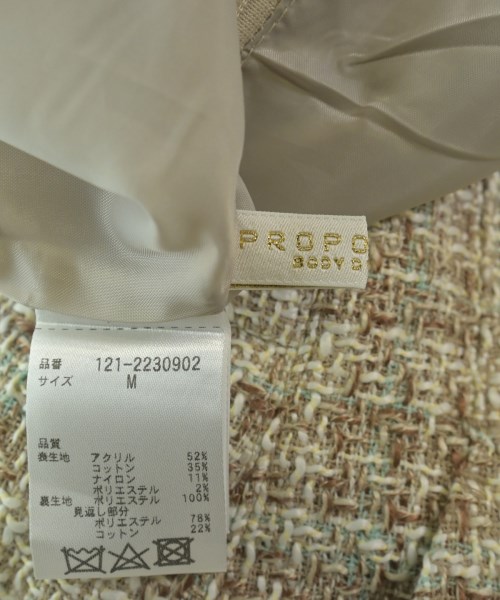 PROPO
BODY D
品番 121-2230902
サイズ M
品質
表生地 アクリル 52%
コットン 35%
ナイロン 11%
ポリエステル 2%
裏生地 ポリエステル 100%
見返し部分
ポリエステル 78%
コットン 22%